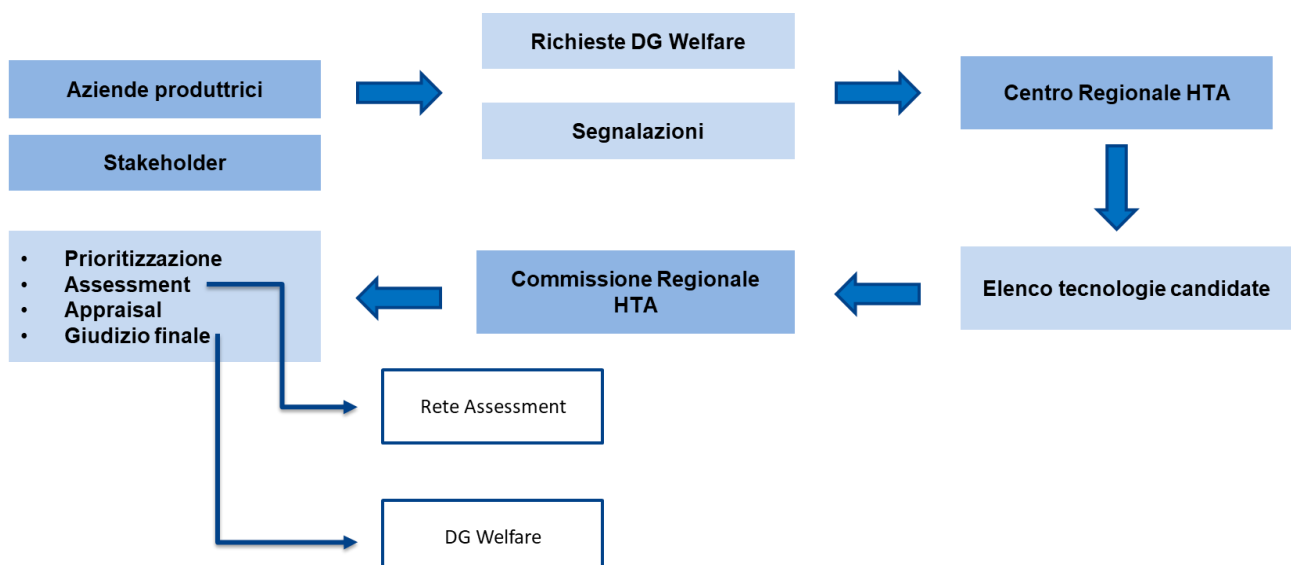 Aziende produttrici
Stakeholder
Richieste DG Welfare
Segnalazioni
Centro Regionale HTA
Elenco tecnologie candidate
Commissione Regionale
HTA
• Prioritizzazione
• Assessment
• Appraisal
• Giudizio finale
Rete Assessment
DG Welfare